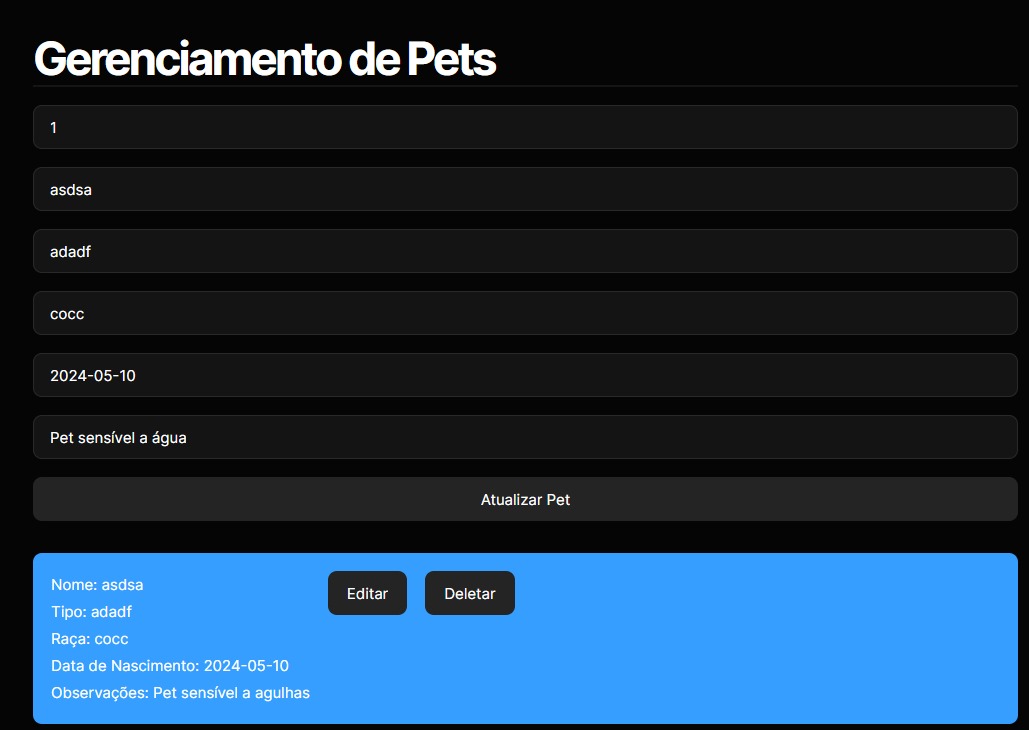 Gerenciamento de Pets
1
asdsa
adadf
cocc
2024-05-10
Pet sensível a água
Atualizar Pet
Nome: asdsa
Tipo: adadf
Raça: cocc
Data de Nascimento: 2024-05-10
Observações: Pet sensível a agulhas
Editar
Deletar